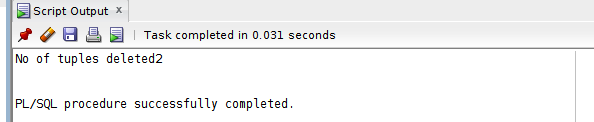 Script Output x
Task completed in 0.031 seconds
No of tuples deleted2
PL/SQL procedure successfully completed.